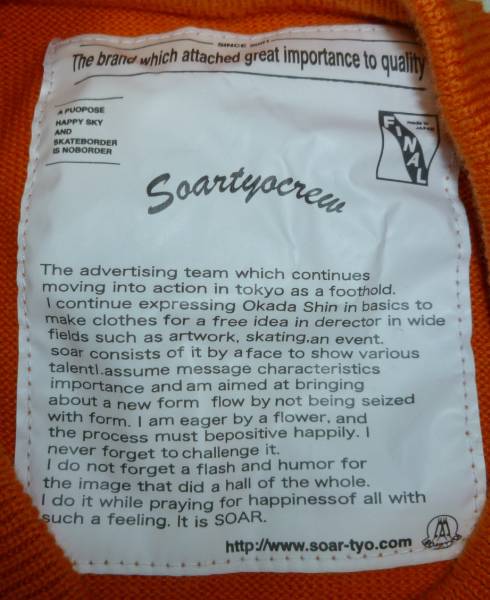 SINCE
The brand which attached great importance to quality
A PUOPOSE
HAPPY SKY
AND
SKATEBORDER
IS NOBORDER
made in
JAPAN
FINAL
Soartyocrew
The advertising team which continues
moving into action in tokyo as a foothold.
I continue expressing Okada Shin in basics to
make clothes for a free idea in derector in wide
fields such as artwork, skating.an event.
soar consists of it by a face to show various
talentI.assume message characteristics
importance and am aimed at bringing
about a new form flow by not being seized
with form. I am eager by a flower, and
the process must bepositive happily. I
never forget to challenge it.
I do not forget a flash and humor for
the image that did a hall of the whole.
I do it while praying for happinessof all with
such a feeling. It is SOAR.
http://www.soar-tyo.com